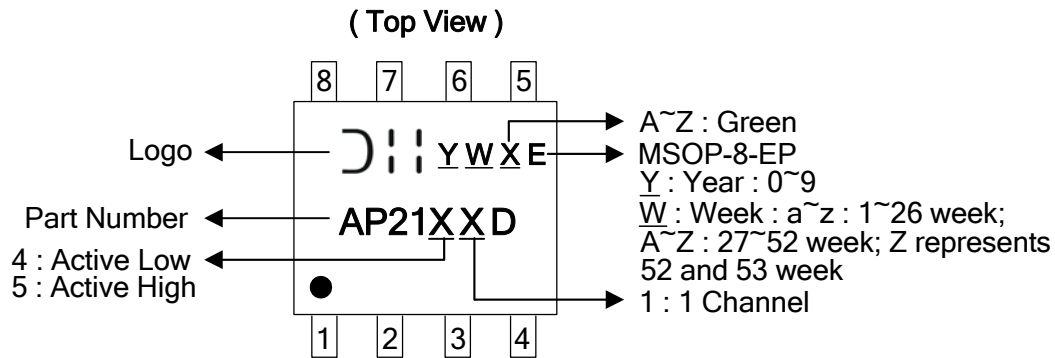 ( Top View )
8 7 6 5
Logo
Y W X E
A~Z : Green
MSOP-8-EP
Y : Year : 0~9
W : Week : a~z : 1~26 week;
A~Z : 27~52 week; Z represents
52 and 53 week
Part Number
AP21XXD
4 : Active Low
5 : Active High
1 : 1 Channel
1 2 3 4